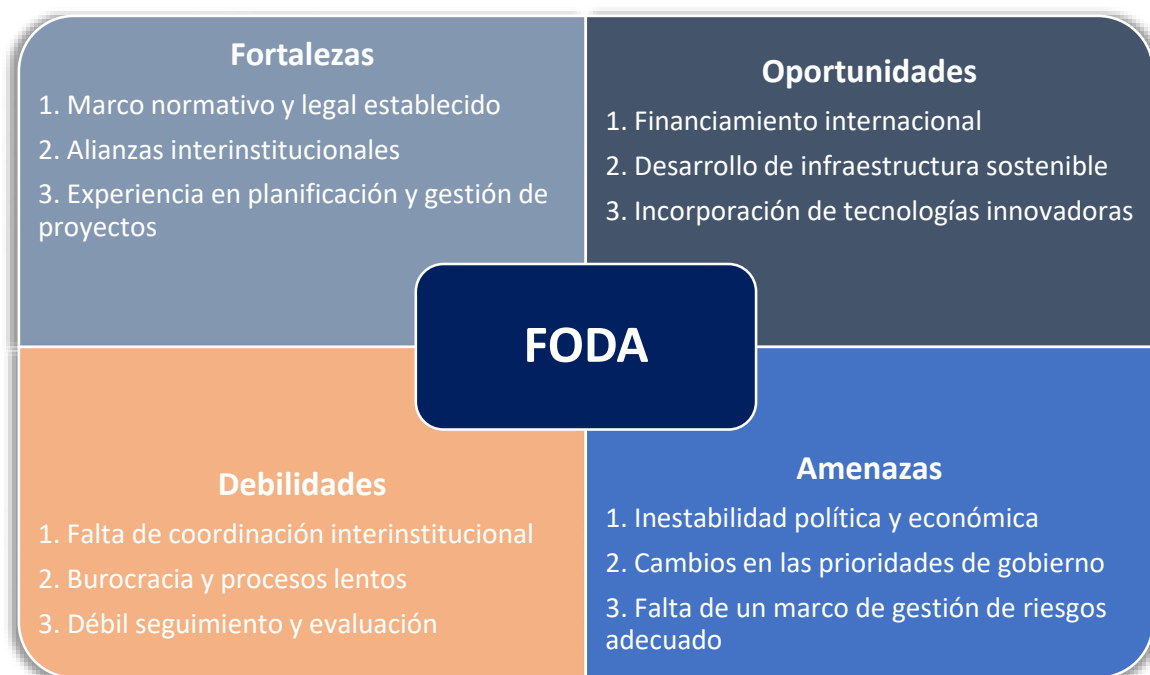 Fortalezas
1. Marco normativo y legal establecido
2. Alianzas interinstitucionales
3. Experiencia en planificación y gestión de
proyectos
Oportunidades
1. Financiamiento internacional
2. Desarrollo de infraestructura sostenible
3. Incorporación de tecnologías innovadoras
FODA
Debilidades
1. Falta de coordinación interinstitucional
2. Burocracia y procesos lentos
3. Débil seguimiento y evaluación
Amenazas
1. Inestabilidad política y económica
2. Cambios en las prioridades de gobierno
3. Falta de un marco de gestión de riesgos
adecuado